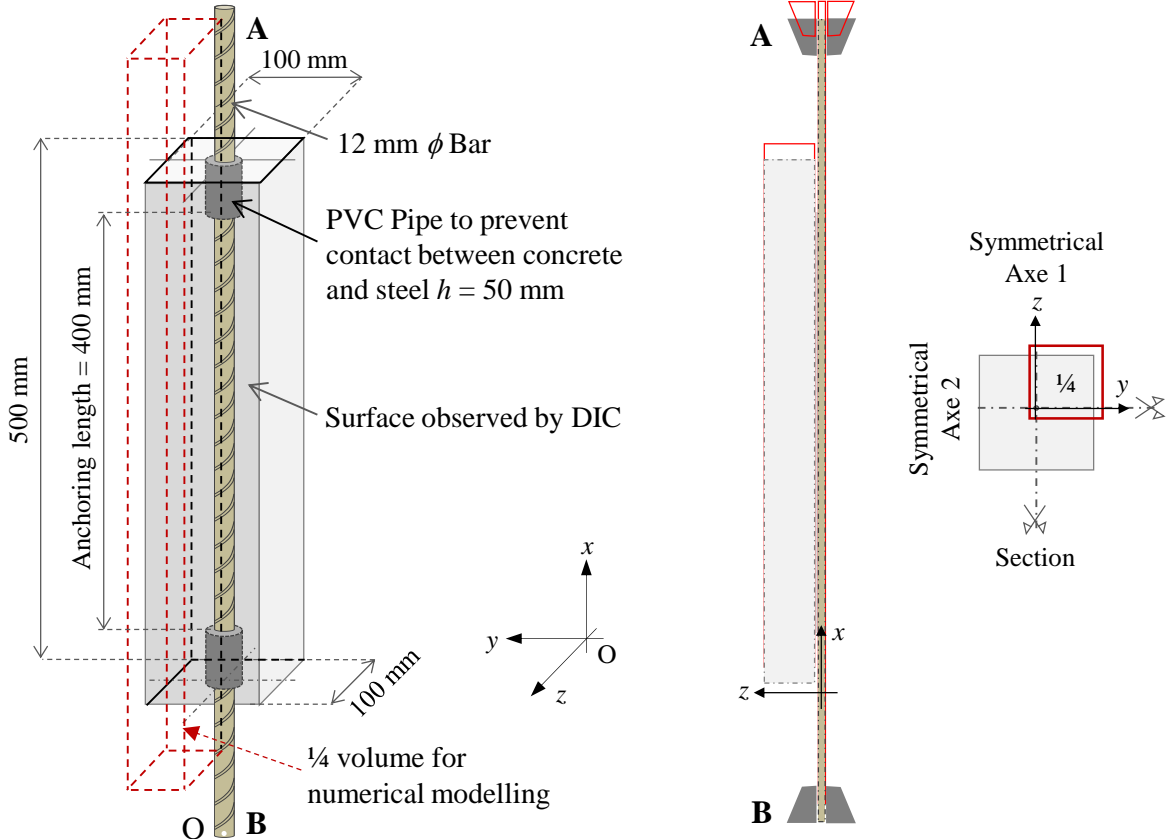 A
100 mm
12 mm ϕ Bar
PVC Pipe to prevent
contact between concrete
and steel h = 50 mm
Anchoring length = 400 mm
500 mm
Surface observed by DIC
x
y
O
z
100 mm
¼ volume for
numerical modelling
O
B
A
x
z
B
Symmetrical
Axe 1
z
Symmetrical
Axe 2
¼
y
Section